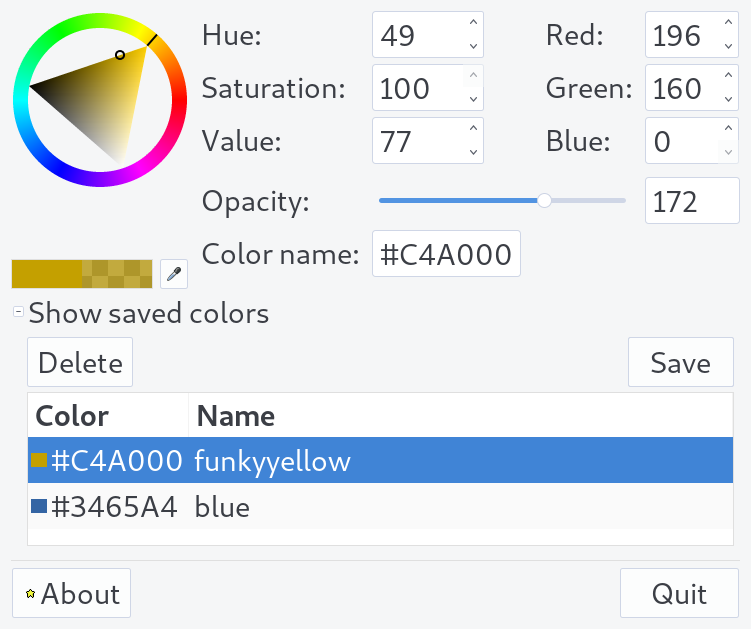 Hue: 49 Red: 196
Saturation: 100 Green: 160
Value: 77 Blue: 0
Opacity: 172
Color name: #C4A000
Show saved colors
Delete Save
Color Name
#C4A000 funkyyellow
#3465A4 blue
About Quit